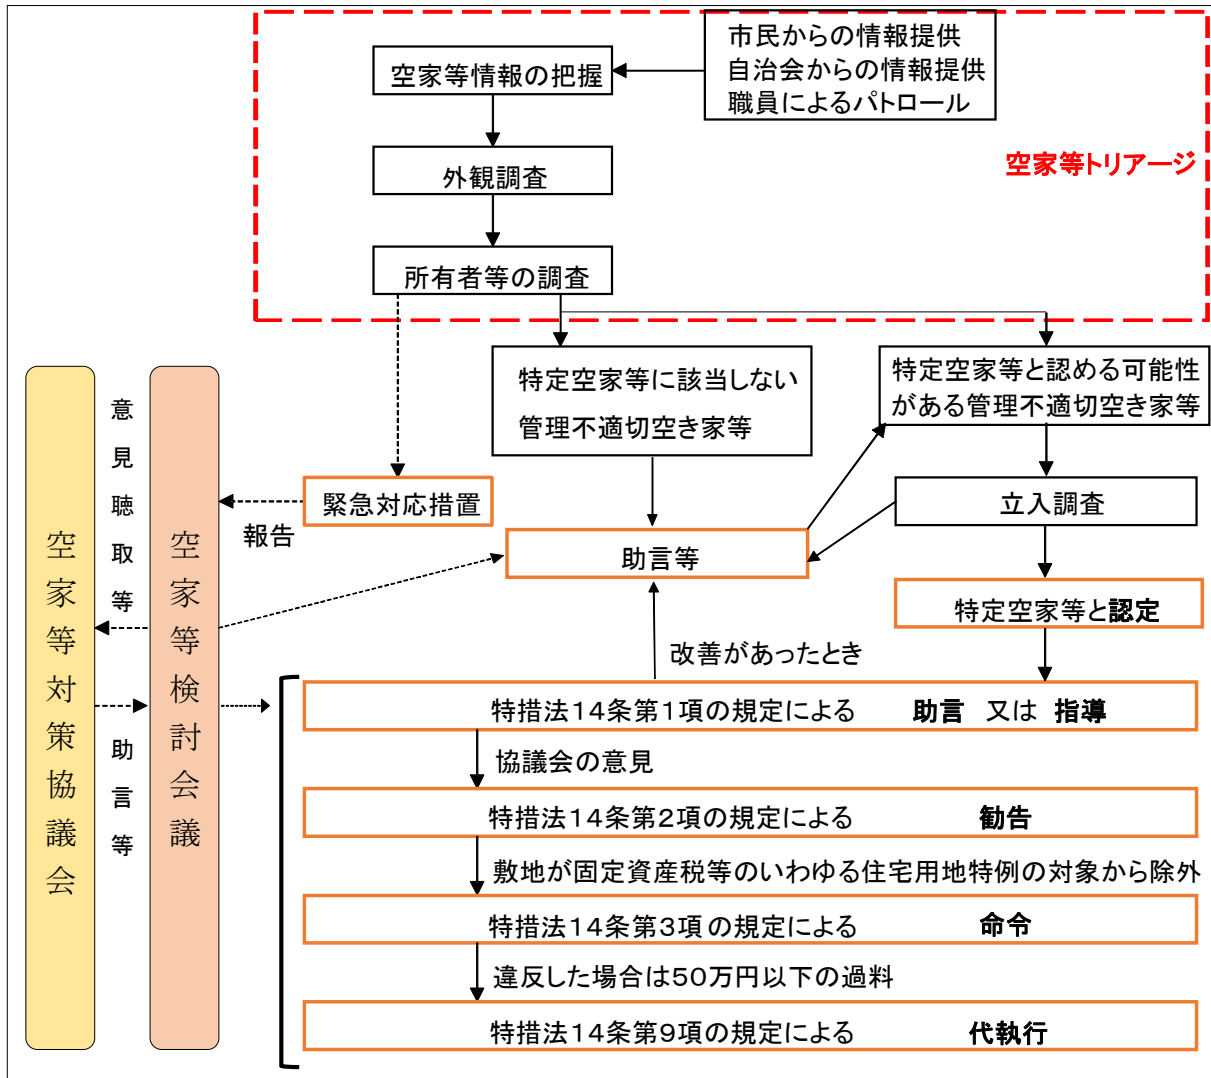 市民からの情報提供
自治会からの情報提供
職員によるパトロール
空家等情報の把握
空家等トリアージ
外観調査
所有者等の調査
特定空家等に該当しない
管理不適切空き家等
特定空家等と認める可能性
がある管理不適切空き家等
緊急対応措置
報告
立入調査
助言等
特定空家等と認定
改善があったとき
空家等対策協議会
意見聴取等
助言等
空家等検討会議
特措法14条第1項の規定による 助言 又は 指導
協議会の意見
特措法14条第2項の規定による 勧告
敷地が固定資産税等のいわゆる住宅用地特例の対象から除外
特措法14条第3項の規定による 命令
違反した場合は50万円以下の過料
特措法14条第9項の規定による 代執行